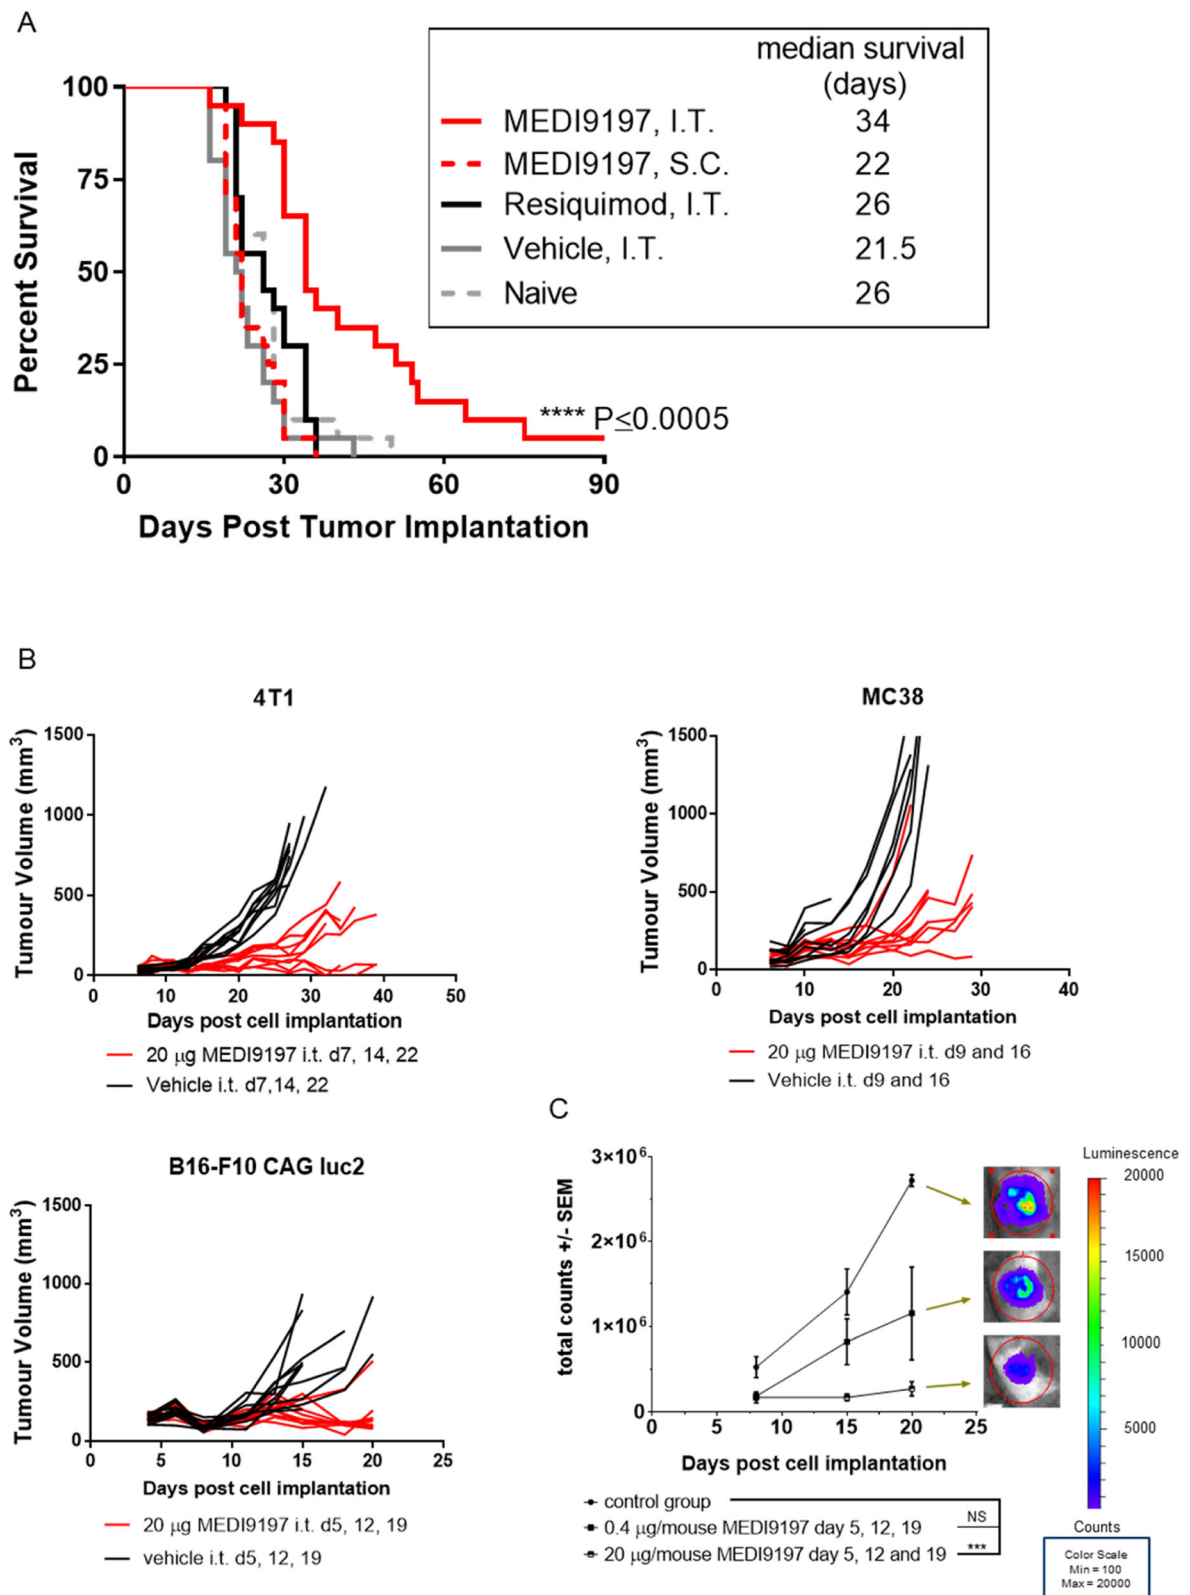 A
median survival
(days)
MEDI9197, I.T. 34
MEDI9197, S.C. 22
Resiquimod, I.T. 26
Vehicle, I.T. 21.5
Naive 26
Percent Survival
100
75
50
25
0
**** P≤0.0005
0 30 60 90
Days Post Tumor Implantation
B
4T1
Tumour Volume (mm³)
1500
1000
500
0
0 10 20 30 40 50
Days post cell implantation
20 μg MEDI9197 i.t. d7, 14, 22
Vehicle i.t. d7,14, 22
MC38
Tumour Volume (mm³)
1500
1000
500
0
0 10 20 30 40
Days post cell implantation
20 μg MEDI9197 i.t. d9 and 16
Vehicle i.t. d9 and 16
B16-F10 CAG luc2
Tumour Volume (mm³)
1500
1000
500
0
0 5 10 15 20 25
Days post cell implantation
20 μg MEDI9197 i.t. d5, 12, 19
vehicle i.t. d5, 12, 19
C
total counts +/- SEM
3×10⁶
2×10⁶
1×10⁶
0
0 5 10 15 20 25
Days post cell implantation
control group
0.4 μg/mouse MEDI9197 day 5, 12, 19
20 μg/mouse MEDI9197 day 5, 12 and 19
NS
***
Luminescence
20000
15000
10000
5000
Counts
Color Scale
Min = 100
Max = 20000